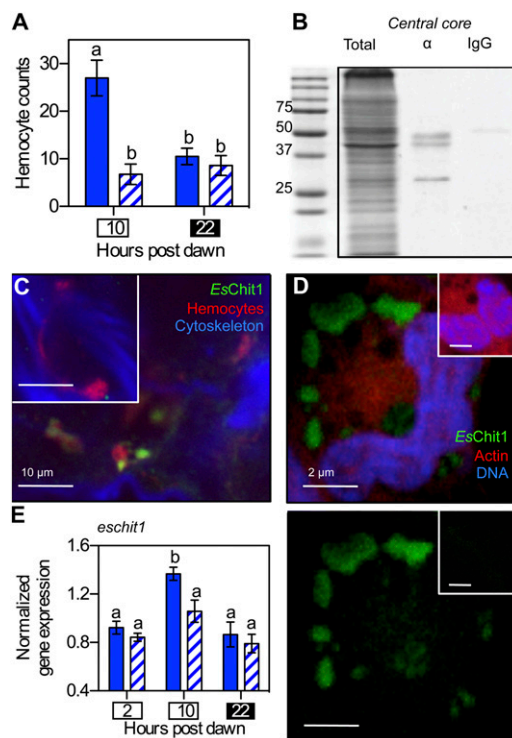 A
Hemocyte counts
30
20
10
0
a
b
b
b
10
22
Hours post dawn
B
Central core
Total α IgG
75
50
37
25
C
EsChit1
Hemocytes
Cytoskeleton
10 µm
D
EsChit1
Actin
DNA
2 µm
E
eschit1
Normalized
gene expression
1.6
1.2
0.8
0.4
a
a
b
a
a
a
2
10
22
Hours post dawn